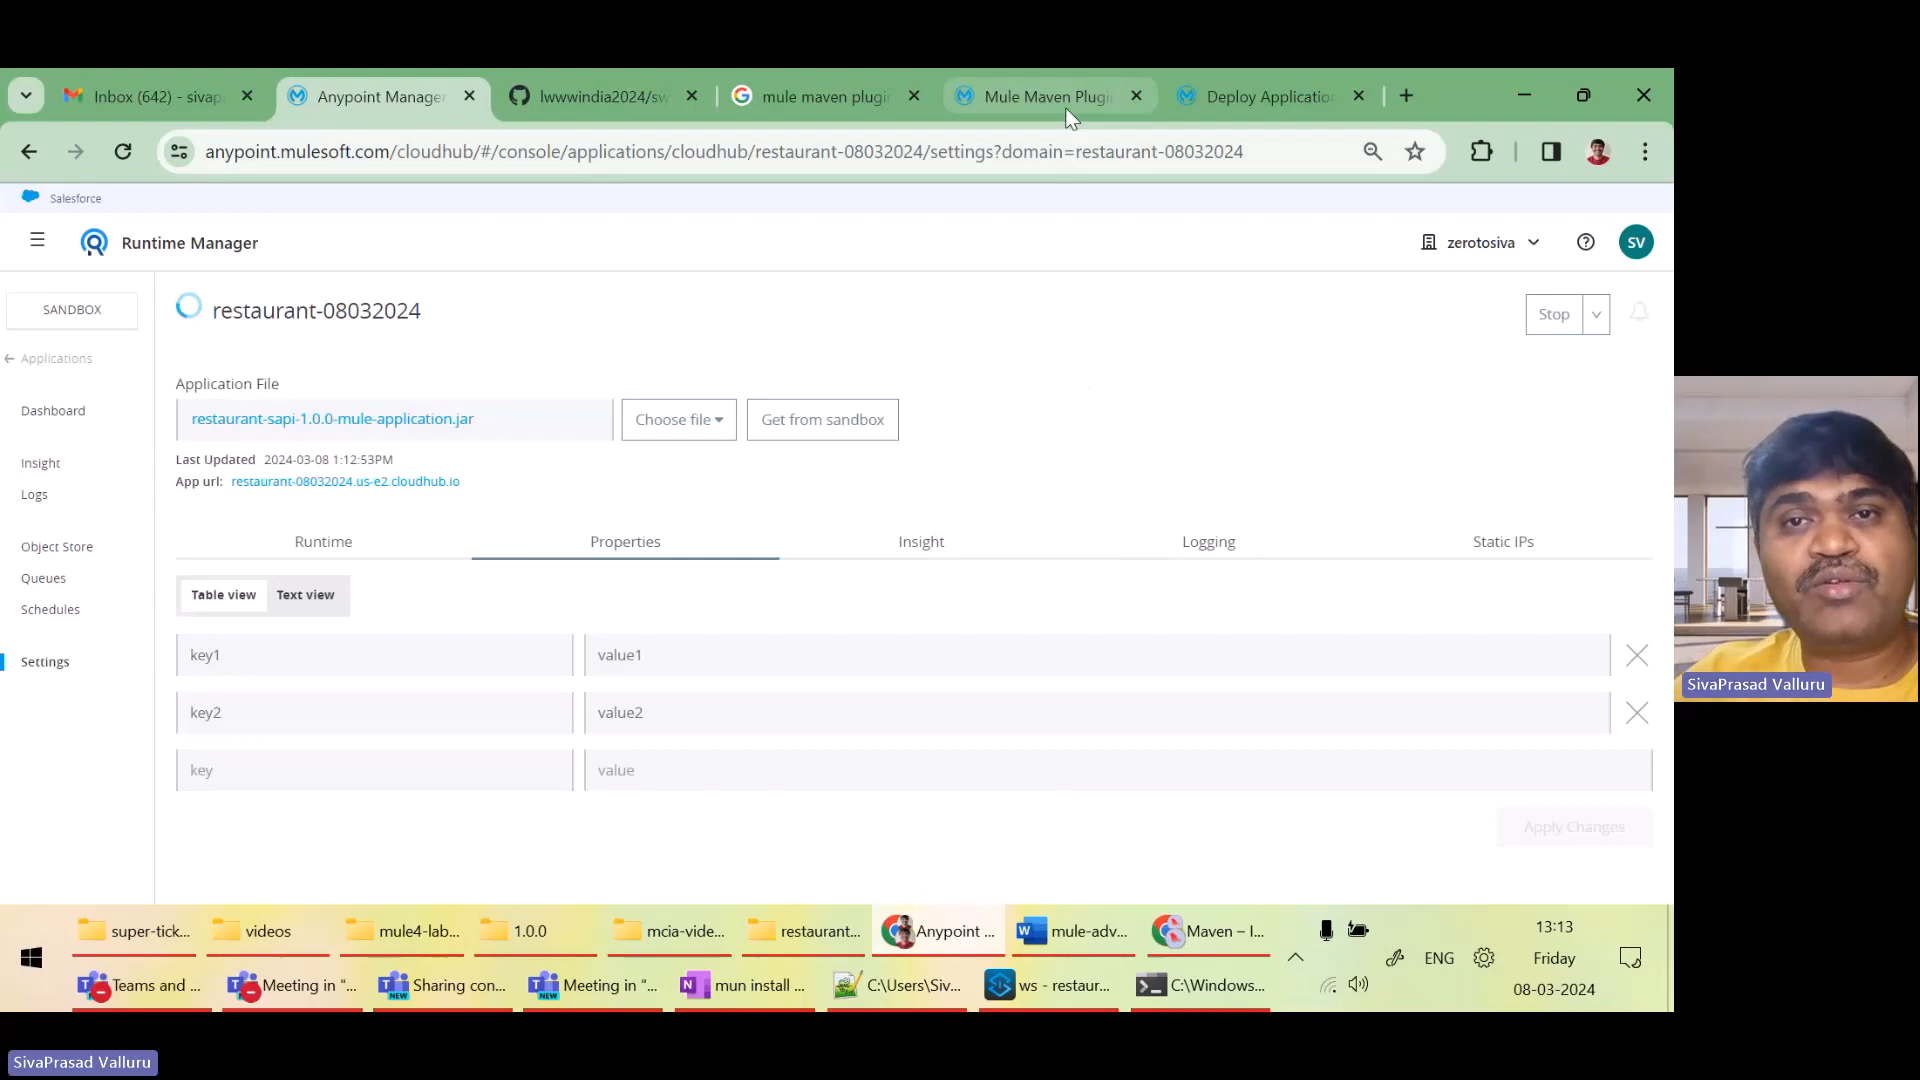 Inbox (642) - sivap
Anypoint Manager
lwwwindia2024/sw
mule maven plugi
Mule Maven Plugi
Deploy Applicatio
anypoint.mulesoft.com/cloudhub/#/console/applications/cloudhub/restaurant-08032024/settings?domain=restaurant-08032024
Salesforce
Runtime Manager
zerotosiva
SV
SANDBOX
Applications
Dashboard
Insight
Logs
Object Store
Queues
Schedules
Settings
restaurant-08032024
Stop
Application File
restaurant-sapi-1.0.0-mule-application.jar
Choose file
Get from sandbox
Last Updated 2024-03-08 1:12:53PM
App url: restaurant-08032024.us-e2.cloudhub.io
Runtime Properties Insight Logging Static IPs
Table view Text view
key1 value1
key2 value2
key value
Apply Changes
SivaPrasad Valluru
super-tick... videos mule4-lab... 1.0.0 mcia-vide... restaurant... Anypoint ... mule-adv... Maven – I...
Teams and ... Meeting in “... Sharing con... Meeting in “... mun install ... C:\Users\Siv... ws - restaur... C:\Windows...
ENG
13:13
Friday
08-03-2024
SivaPrasad Valluru